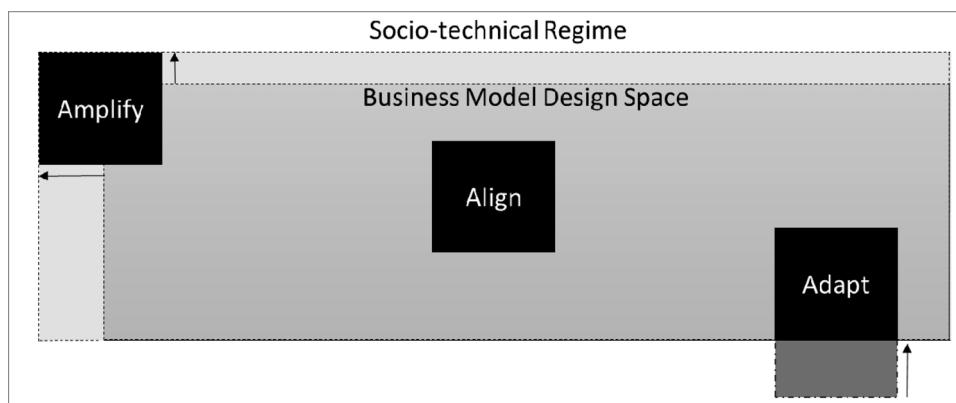 Socio-technical Regime
Amplify
Business Model Design Space
Align
Adapt